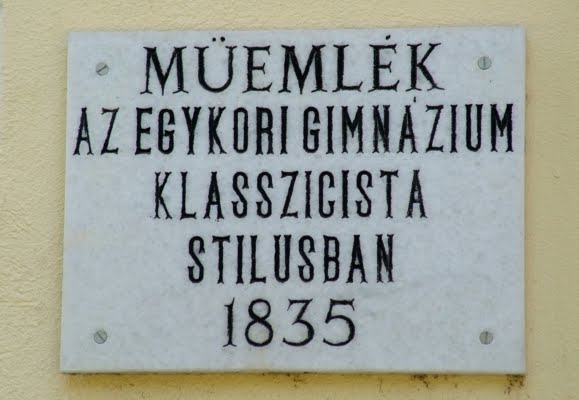 MÜEMLÉK
AZ EGYKORI GIMNÁZIUM
KLASSZICISTA
STILUSBAN
1835